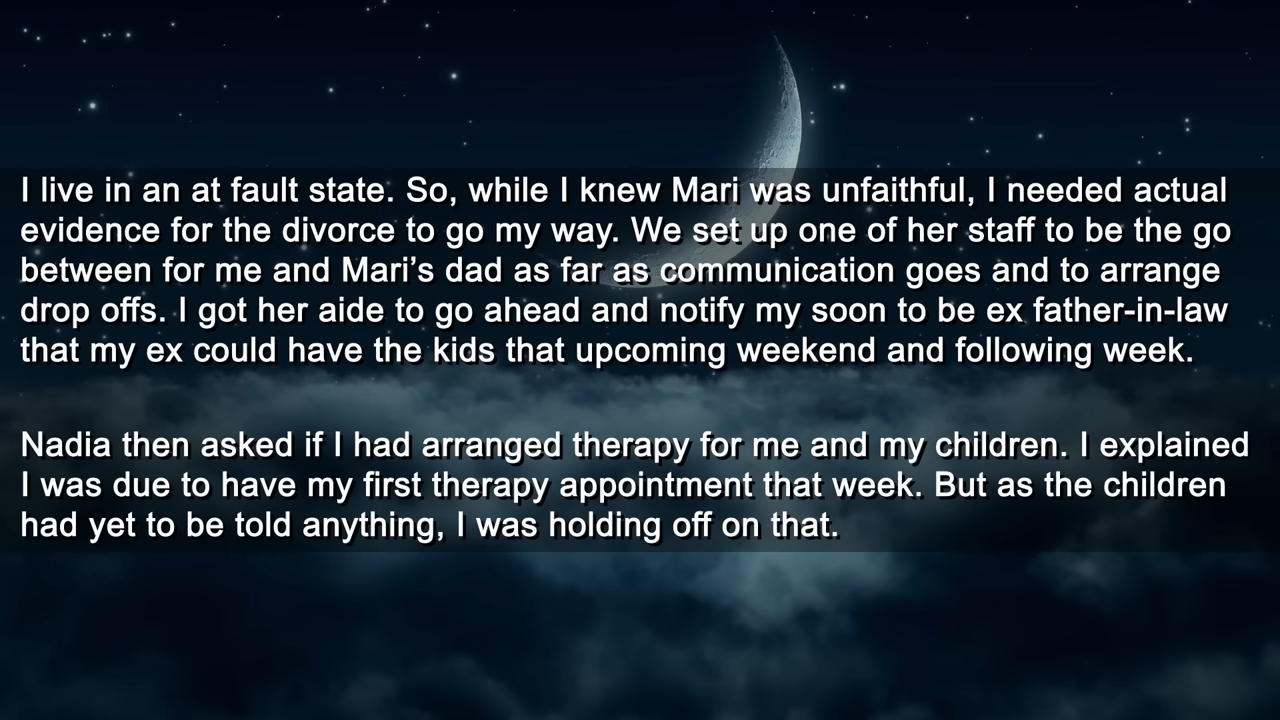 I live in an at fault state. So, while I knew Mari was unfaithful, I needed actual
evidence for the divorce to go my way. We set up one of her staff to be the go
between for me and Mari’s dad as far as communication goes and to arrange
drop offs. I got her aide to go ahead and notify my soon to be ex father-in-law
that my ex could have the kids that upcoming weekend and following week.
Nadia then asked if I had arranged therapy for me and my children. I explained
I was due to have my first therapy appointment that week. But as the children
had yet to be told anything, I was holding off on that.